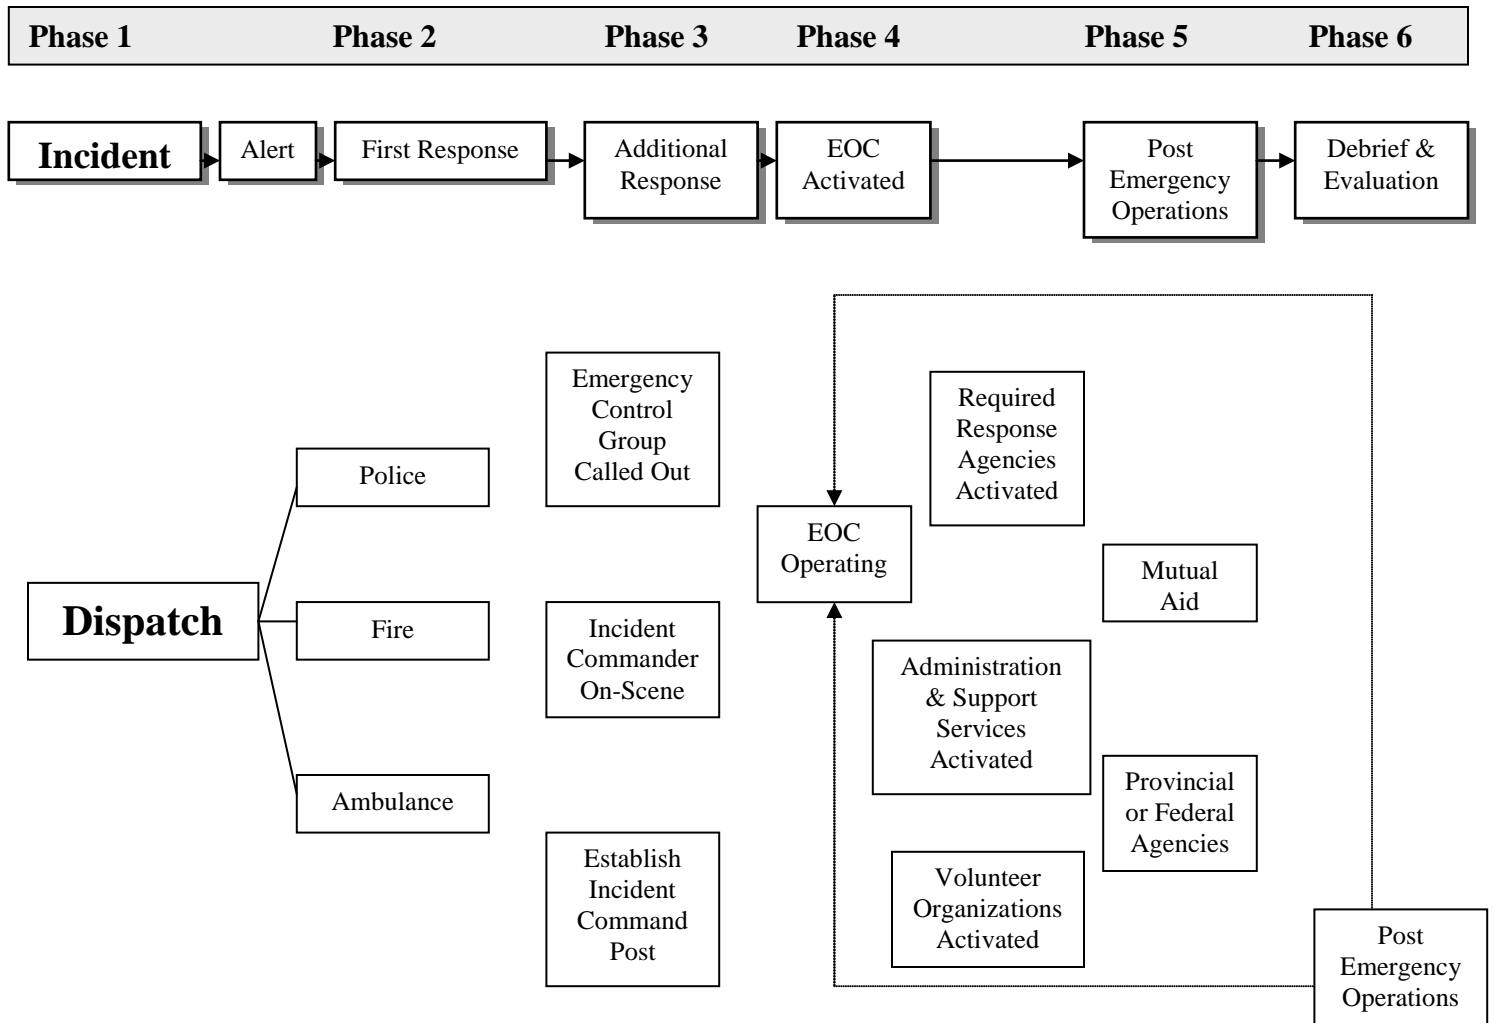 Phase 1 Phase 2 Phase 3 Phase 4 Phase 5 Phase 6
Incident
Alert
First Response
Additional
Response
EOC
Activated
Post
Emergency
Operations
Debrief &
Evaluation
Dispatch
Police
Fire
Ambulance
Emergency
Control
Group
Called Out
Incident
Commander
On-Scene
Establish
Incident
Command
Post
EOC
Operating
Required
Response
Agencies
Activated
Mutual
Aid
Administration
& Support
Services
Activated
Provincial
or Federal
Agencies
Volunteer
Organizations
Activated
Post
Emergency
Operations